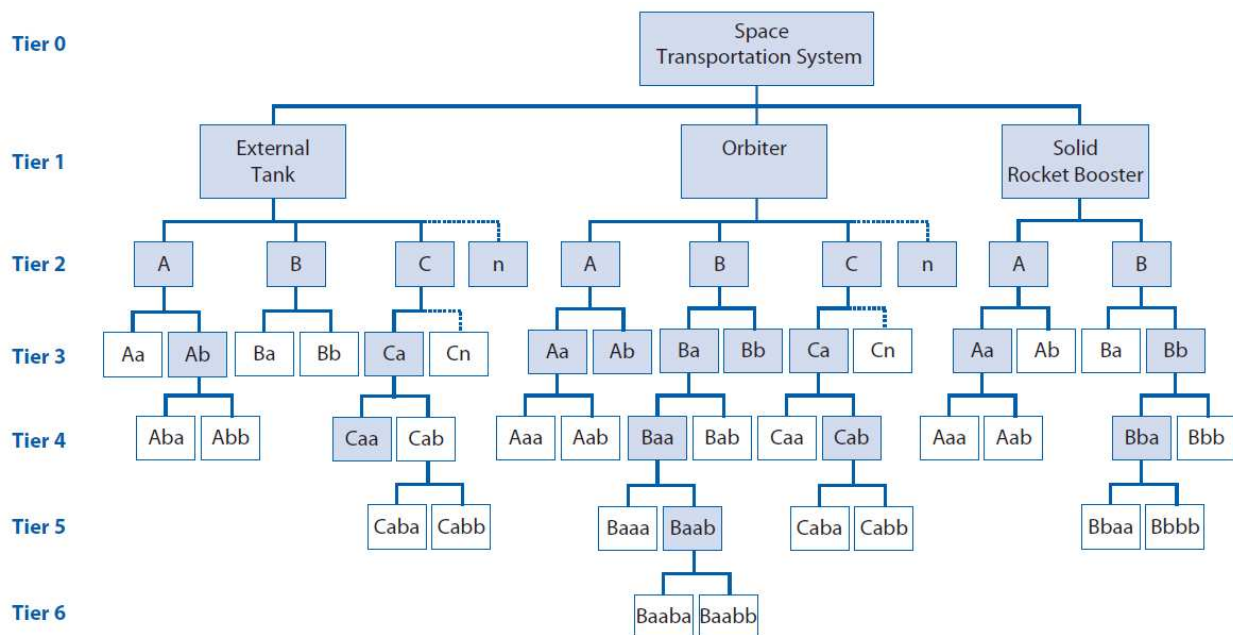 Tier 0
Space
Transportation System
Tier 1
External
Tank
Orbiter
Solid
Rocket Booster
Tier 2
A
B
C
n
A
B
C
n
A
B
Tier 3
Aa
Ab
Ba
Bb
Ca
Cn
Aa
Ab
Ba
Bb
Ca
Cn
Aa
Ab
Ba
Bb
Tier 4
Aba
Abb
Caa
Cab
Aaa
Aab
Baa
Bab
Caa
Cab
Aaa
Aab
Bba
Bbb
Tier 5
Caba
Cabb
Baaa
Baab
Caba
Cabb
Bbaa
Bbbb
Tier 6
Baaba
Baabb